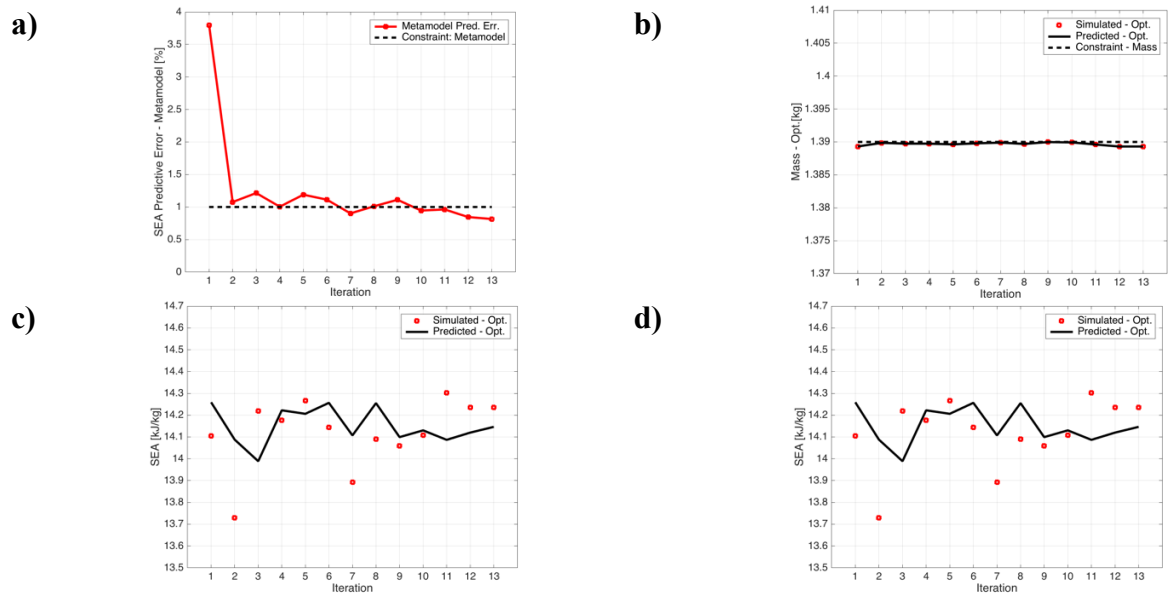 a)
4
3.5
3
2.5
2
1.5
1
0.5
0
SEA Predictive Error - Metamodel [%]
Metamodel Pred. Err.
Constraint: Metamodel
1 2 3 4 5 6 7 8 9 10 11 12 13
Iteration
b)
1.41
1.405
1.4
1.395
1.39
1.385
1.38
1.375
1.37
Mass - Opt.[kg]
Simulated - Opt.
Predicted - Opt.
Constraint - Mass
1 2 3 4 5 6 7 8 9 10 11 12 13
Iteration
c)
14.7
14.6
14.5
14.4
14.3
14.2
14.1
14
13.9
13.8
13.7
13.6
13.5
SEA [kJ/kg]
Simulated - Opt.
Predicted - Opt.
1 2 3 4 5 6 7 8 9 10 11 12 13
Iteration
d)
14.7
14.6
14.5
14.4
14.3
14.2
14.1
14
13.9
13.8
13.7
13.6
13.5
SEA [kJ/kg]
Simulated - Opt.
Predicted - Opt.
1 2 3 4 5 6 7 8 9 10 11 12 13
Iteration